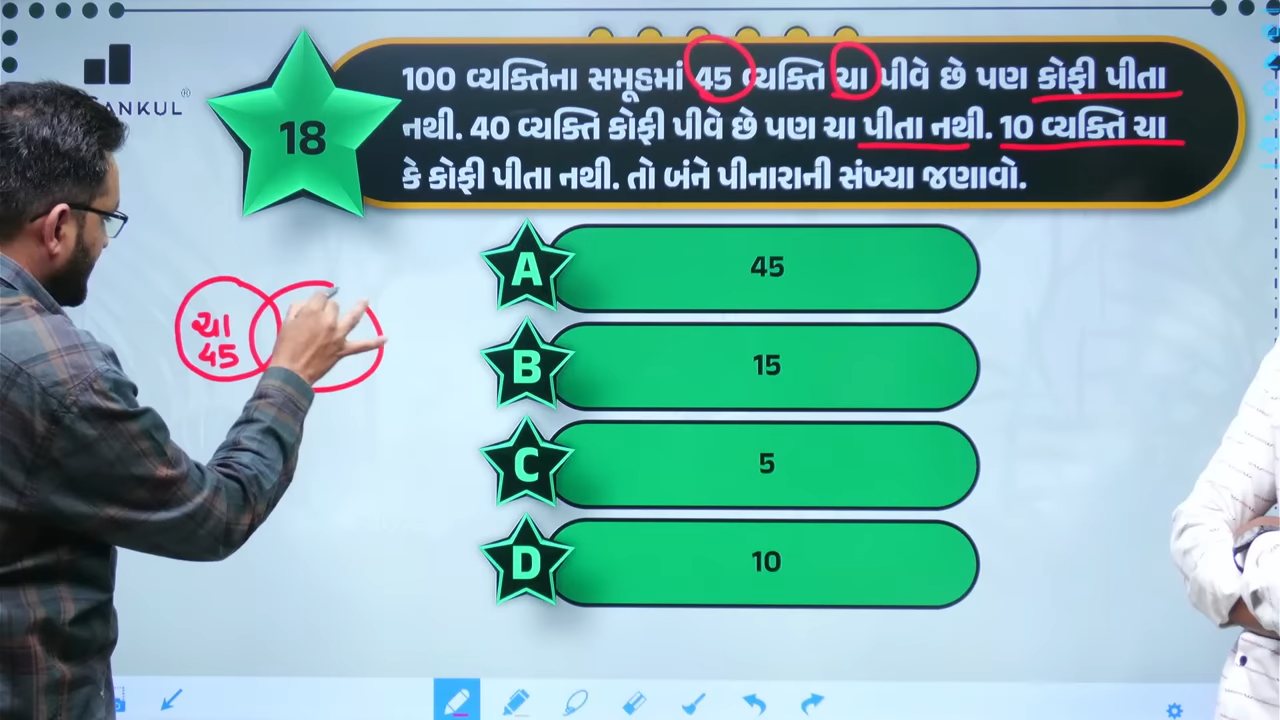 ANKUL®
18
100 વ્યક્તિના સમૂહમાં 45 વ્યક્તિ ચા પીવે છે પણ કોફી પીતા
નથી. 40 વ્યક્તિ કોફી પીવે છે પણ ચા પીતા નથી. 10 વ્યક્તિ ચા
કે કોફી પીતા નથી. તો બંને પીનારાની સંખ્યા જણાવો.
ચા
45
A 45
B 15
C 5
D 10